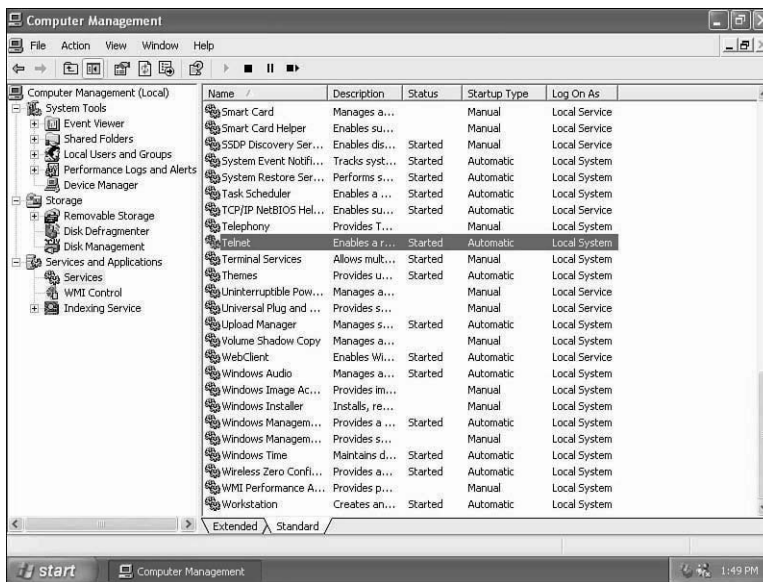 Computer Management
File Action View Window Help
Computer Management (Local)
System Tools
Event Viewer
Shared Folders
Local Users and Groups
Performance Logs and Alerts
Device Manager
Storage
Removable Storage
Disk Defragmenter
Disk Management
Services and Applications
Services
WMI Control
Indexing Service
Name Description Status Startup Type Log On As
Smart Card Manages a... Manual Local Service
Smart Card Helper Enables su... Manual Local Service
SSDP Discovery Ser... Enables dis... Started Manual Local Service
System Event Notifi... Tracks syst... Started Automatic Local System
System Restore Ser... Performs s... Started Automatic Local System
Task Scheduler Enables a ... Started Automatic Local System
TCP/IP NetBIOS Hel... Enables su... Started Automatic Local Service
Telephony Provides T... Manual Local System
Telnet Enables a r... Started Automatic Local System
Terminal Services Allows mult... Started Manual Local System
Themes Provides u... Started Automatic Local System
Uninterruptible Pow... Manages a... Manual Local Service
Universal Plug and ... Provides s... Manual Local Service
Upload Manager Manages s... Started Automatic Local System
Volume Shadow Copy Manages a... Manual Local System
WebClient Enables Wi... Started Automatic Local Service
Windows Audio Manages a... Started Automatic Local System
Windows Image Ac... Provides im... Manual Local System
Windows Installer Installs, re... Manual Local System
Windows Managem... Provides a ... Started Automatic Local System
Windows Managem... Provides s... Manual Local System
Windows Time Maintains d... Started Automatic Local System
Wireless Zero Confi... Provides a... Started Automatic Local System
WMI Performance A... Provides p... Manual Local System
Workstation Creates an... Started Automatic Local System
Extended Standard
start Computer Management 1:49 PM